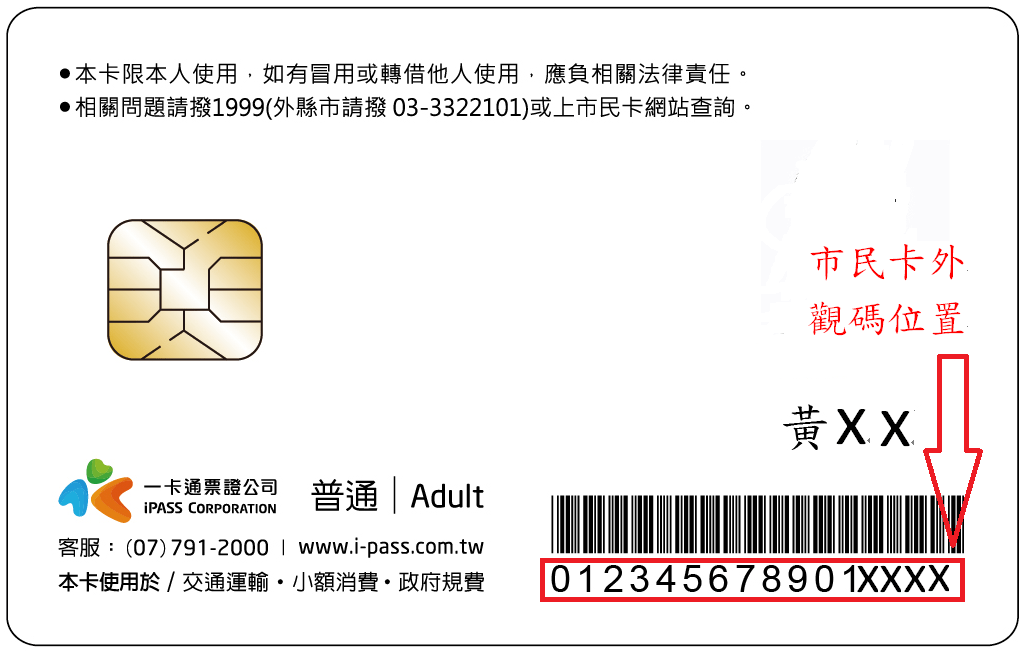 ●本卡限本人使用，如有冒用或轉借他人使用，應負相關法律責任。
●相關問題請撥1999(外縣市請撥 03-3322101)或上市民卡網站查詢。
市民卡外
觀碼位置
黃XX
一卡通票證公司
iPASS CORPORATION
普通│Adult
客服：(07)791-2000 | www.i-pass.com.tw
本卡使用於 / 交通運輸・小額消費・政府規費
012345678901XXXX